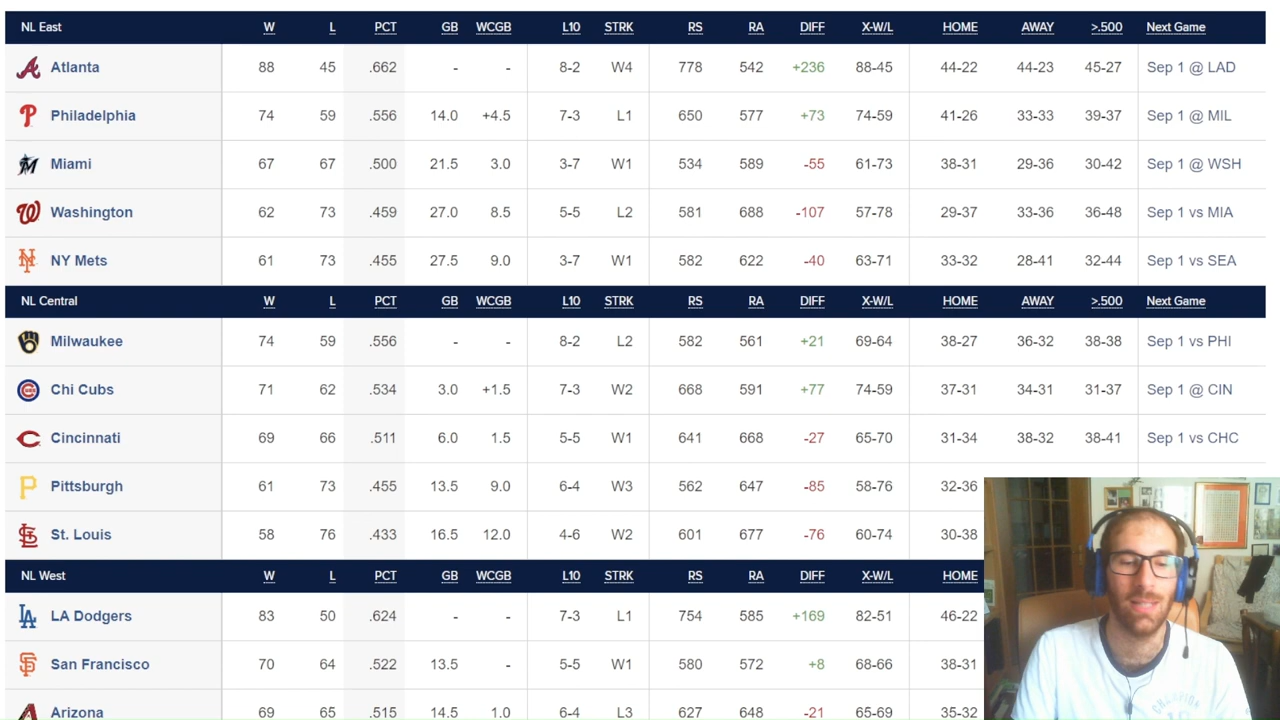 NL East W L PCT GB WCGB L10 STRK RS RA DIFF X-W/L HOME AWAY >.500 Next Game
Atlanta 88 45 .662 - - 8-2 W4 778 542 +236 88-45 44-22 44-23 45-27 Sep 1 @ LAD
Philadelphia 74 59 .556 14.0 +4.5 7-3 L1 650 577 +73 74-59 41-26 33-33 39-37 Sep 1 @ MIL
Miami 67 67 .500 21.5 3.0 3-7 W1 534 589 -55 61-73 38-31 29-36 30-42 Sep 1 @ WSH
Washington 62 73 .459 27.0 8.5 5-5 L2 581 688 -107 57-78 29-37 33-36 36-48 Sep 1 vs MIA
NY Mets 61 73 .455 27.5 9.0 3-7 W1 582 622 -40 63-71 33-32 28-41 32-44 Sep 1 vs SEA
NL Central W L PCT GB WCGB L10 STRK RS RA DIFF X-W/L HOME AWAY >.500 Next Game
Milwaukee 74 59 .556 - - 8-2 L2 582 561 +21 69-64 38-27 36-32 38-38 Sep 1 vs PHI
Chi Cubs 71 62 .534 3.0 +1.5 7-3 W2 668 591 +77 74-59 37-31 34-31 31-37 Sep 1 @ CIN
Cincinnati 69 66 .511 6.0 1.5 5-5 W1 641 668 -27 65-70 31-34 38-32 38-41 Sep 1 vs CHC
Pittsburgh 61 73 .455 13.5 9.0 6-4 W3 562 647 -85 58-76 32-36
St. Louis 58 76 .433 16.5 12.0 4-6 W2 601 677 -76 60-74 30-38
NL West W L PCT GB WCGB L10 STRK RS RA DIFF X-W/L HOME
LA Dodgers 83 50 .624 - - 7-3 L1 754 585 +169 82-51 46-22
San Francisco 70 64 .522 13.5 - 5-5 W1 580 572 +8 68-66 38-31
Arizona 69 65 .515 14.5 1.0 6-4 L3 627 648 -21 65-69 35-32